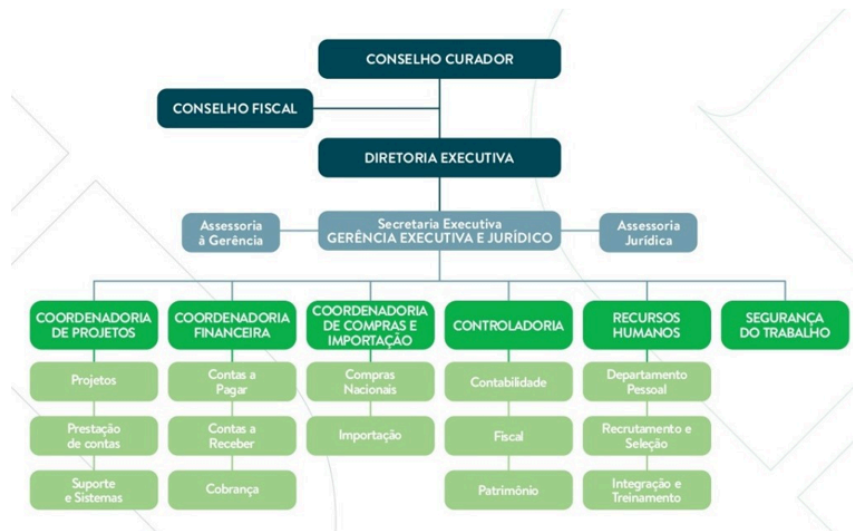 CONSELHO CURADOR
CONSELHO FISCAL
DIRETORIA EXECUTIVA
Assessoria
à Gerência
Secretaria Executiva
GERÊNCIA EXECUTIVA E JURÍDICO
Assessoria
Jurídica
COORDENADORIA
DE PROJETOS
COORDENADORIA
FINANCEIRA
COORDENADORIA
DE COMPRAS E
IMPORTAÇÃO
CONTROLADORIA
RECURSOS
HUMANOS
SEGURANÇA
DO TRABALHO
Projetos
Contas a
Pagar
Compras
Nacionais
Contabilidade
Departamento
Pessoal
Prestação
de contas
Contas a
Receber
Importação
Fiscal
Recrutamento e
Seleção
Suporte
e Sistemas
Cobrança
Patrimônio
Integração e
Treinamento